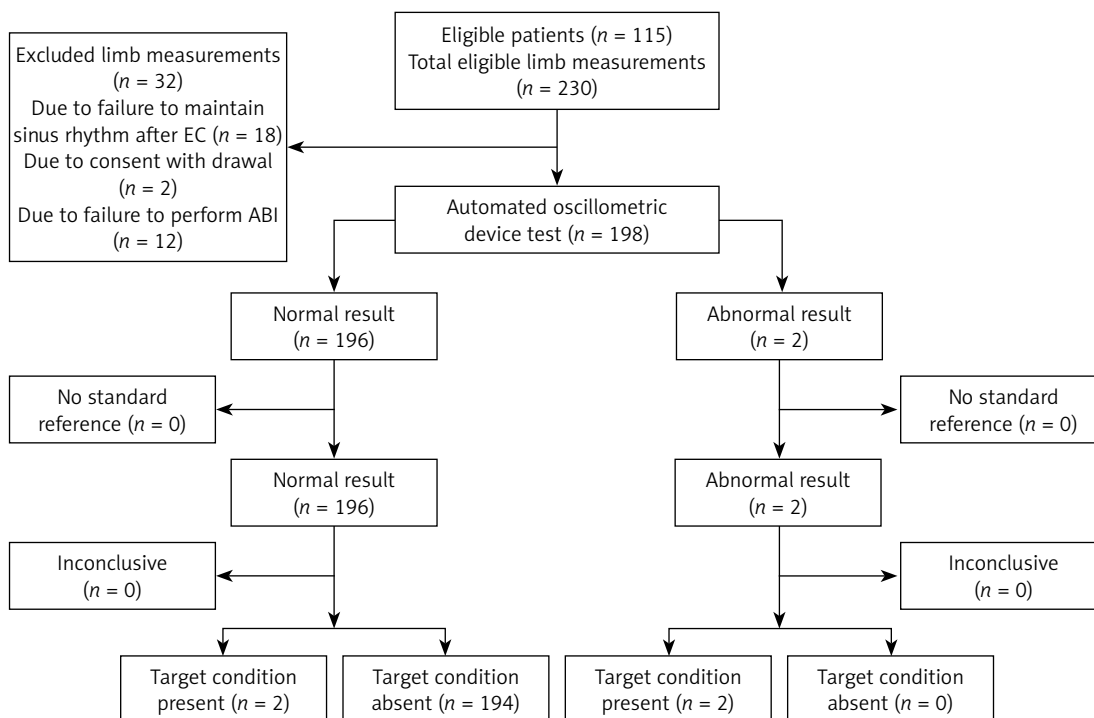 Eligible patients (n = 115)
Total eligible limb measurements
(n = 230)
Excluded limb measurements
(n = 32)
Due to failure to maintain
sinus rhythm after EC (n = 18)
Due to consent with drawal
(n = 2)
Due to failure to perform ABI
(n = 12)
Automated oscillometric
device test (n = 198)
Normal result
(n = 196)
Abnormal result
(n = 2)
No standard
reference (n = 0)
No standard
reference (n = 0)
Normal result
(n = 196)
Abnormal result
(n = 2)
Inconclusive
(n = 0)
Inconclusive
(n = 0)
Target condition
present (n = 2)
Target condition
absent (n = 194)
Target condition
present (n = 2)
Target condition
absent (n = 0)